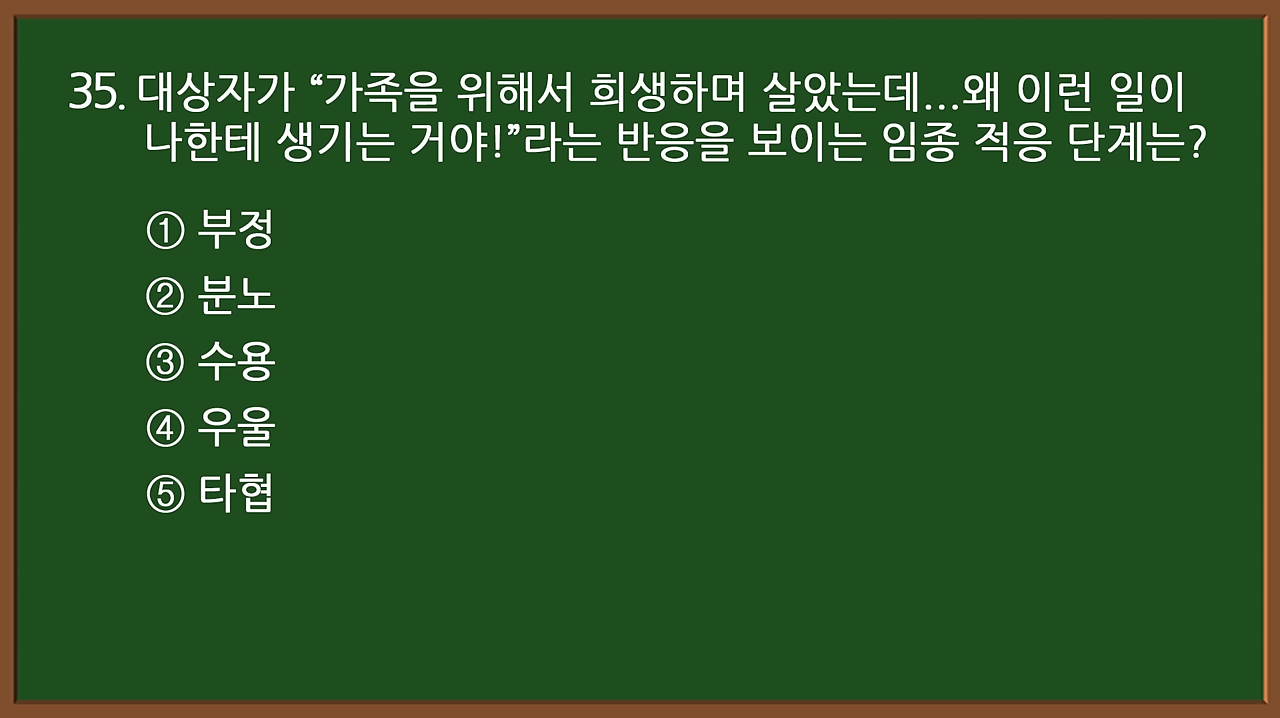 35. 대상자가 “가족을 위해서 희생하며 살았는데...왜 이런 일이
나한테 생기는 거야!”라는 반응을 보이는 임종 적응 단계는?
① 부정
② 분노
③ 수용
④ 우울
⑤ 타협